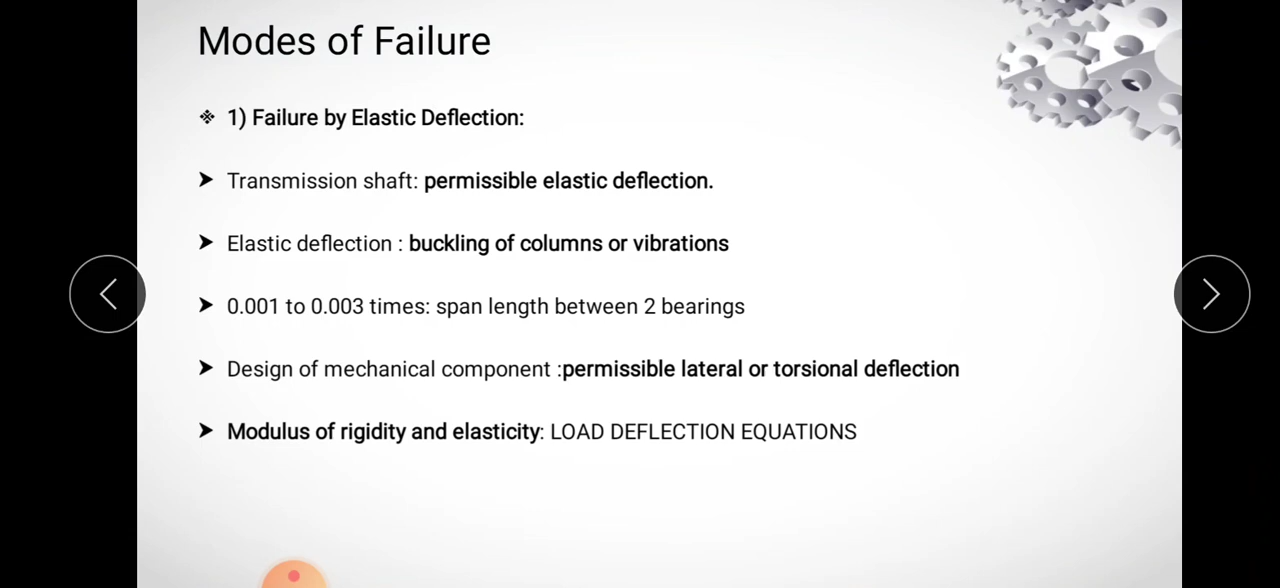 Modes of Failure
❖ 1) Failure by Elastic Deflection:
➤ Transmission shaft: permissible elastic deflection.
➤ Elastic deflection : buckling of columns or vibrations
➤ 0.001 to 0.003 times: span length between 2 bearings
➤ Design of mechanical component :permissible lateral or torsional deflection
➤ Modulus of rigidity and elasticity: LOAD DEFLECTION EQUATIONS